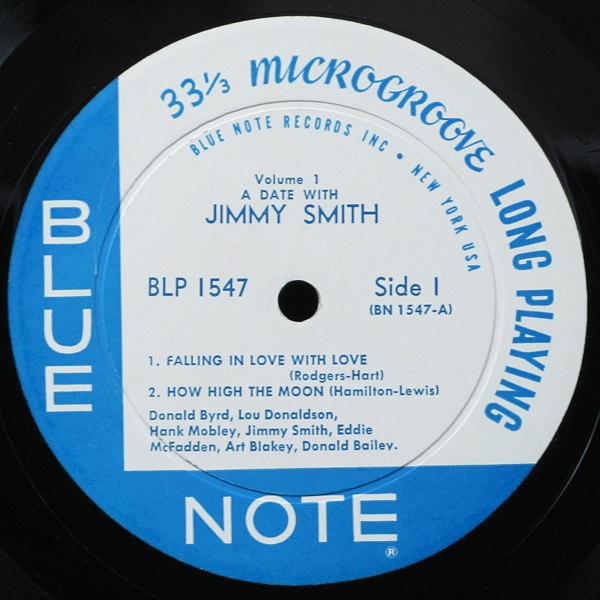 33⅓ MICROGROOVE LONG PLAYING
BLUE NOTE RECORDS INC • NEW YORK USA
Volume 1
A DATE WITH
JIMMY SMITH
BLP 1547
Side 1
(BN 1547-A)
1. FALLING IN LOVE WITH LOVE
(Rodgers-Hart)
2. HOW HIGH THE MOON (Hamilton-Lewis)
Donald Byrd, Lou Donaldson,
Hank Mobley, Jimmy Smith, Eddie
McFadden, Art Blakey, Donald Bailey.
BLUE
NOTE ®